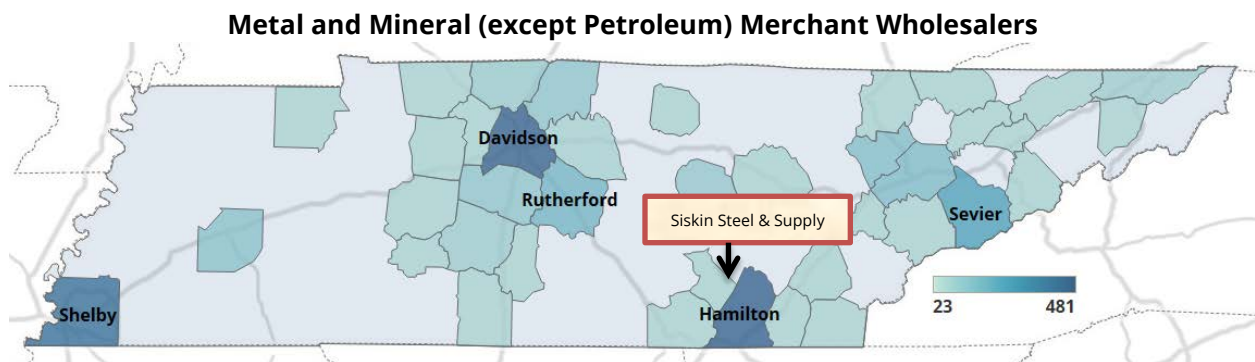 Metal and Mineral (except Petroleum) Merchant Wholesalers
Davidson
Rutherford
Siskin Steel & Supply
Sevier
Shelby
Hamilton
23 481